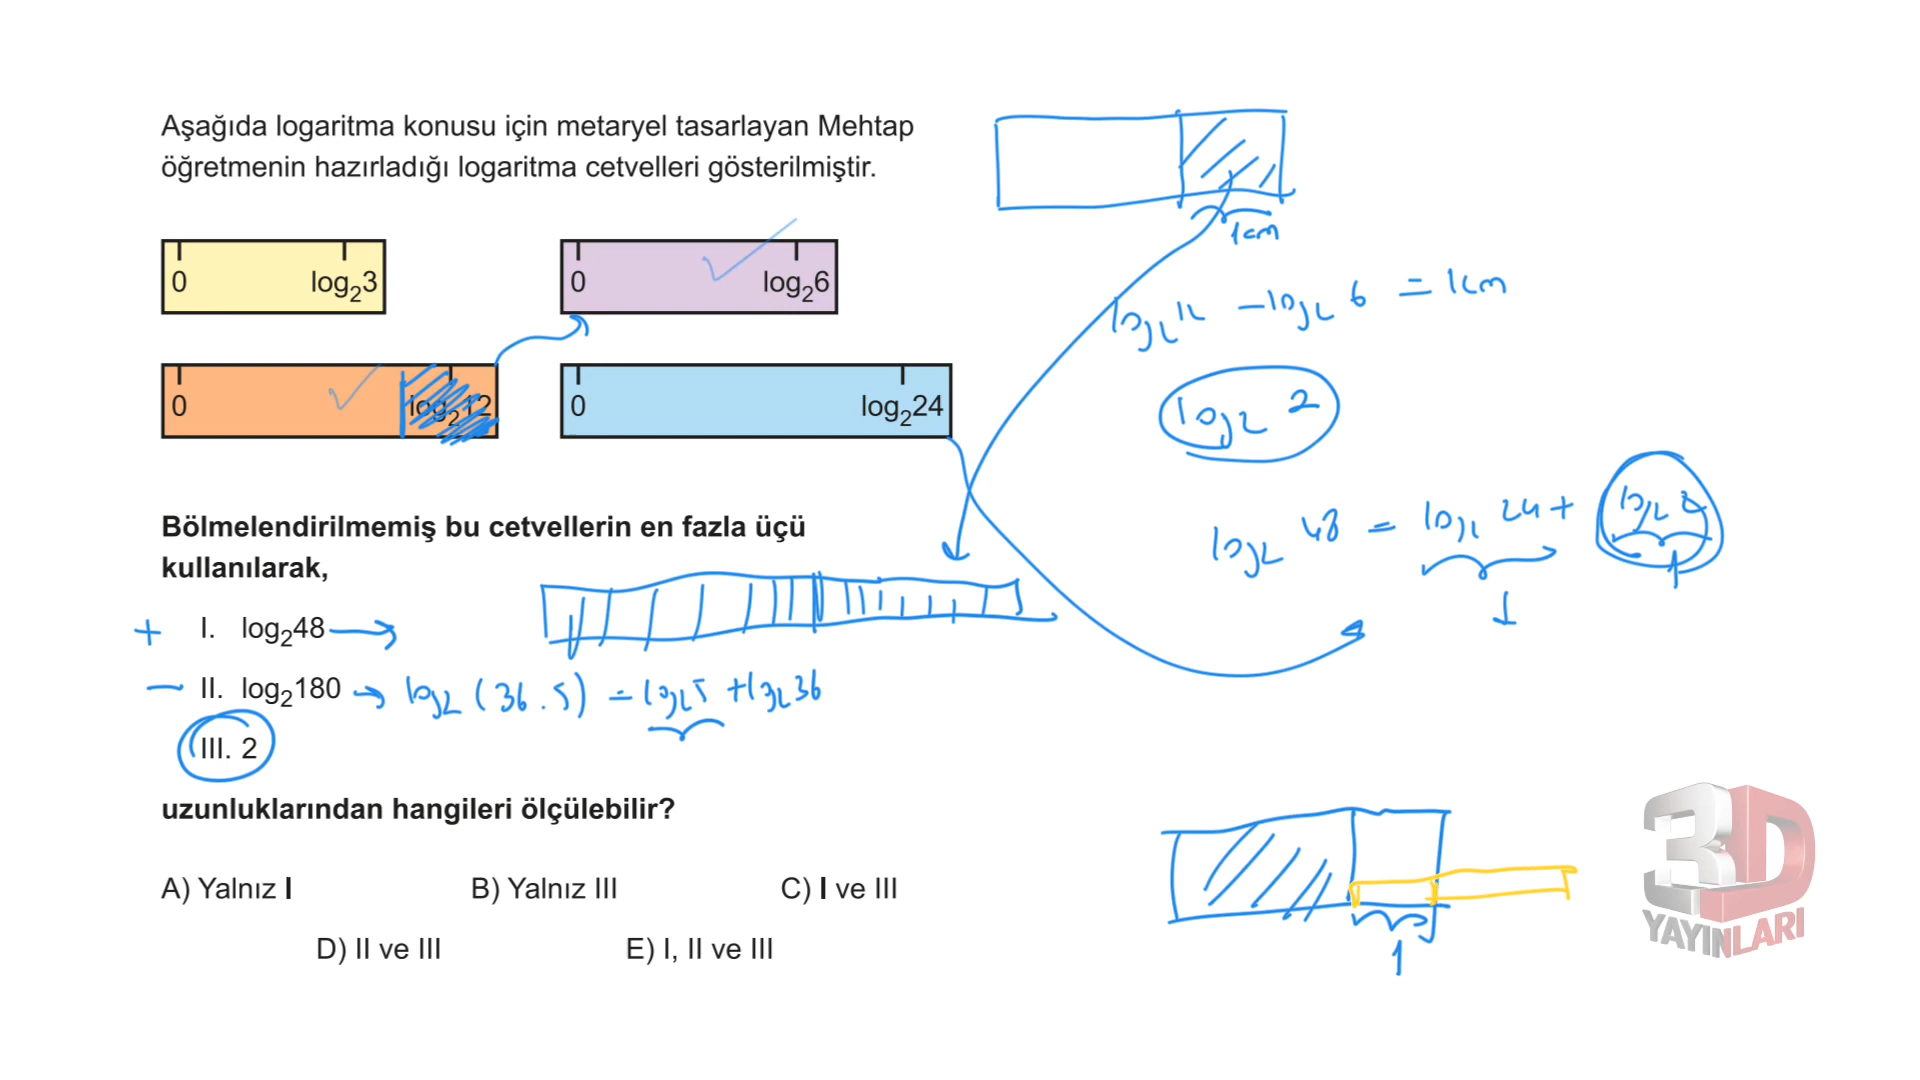 Aşağıda logaritma konusu için metaryel tasarlayan Mehtap
öğretmenin hazırladığı logaritma cetvelleri gösterilmiştir.
0 log₂3
0 log₂6
0 log₂12
0 log₂24
1cm
log₂12 - log₂6 = 1cm
log₂2
log₂48 = log₂24 + log₂2
1
Bölmelendirilmemiş bu cetvellerin en fazla üçü
kullanılarak,
+ I. log₂48 →
– II. log₂180 → log₂(36.5) = log₂5 + log₂36
III. 2
uzunluklarından hangileri ölçülebilir?
A) Yalnız I B) Yalnız III C) I ve III
D) II ve III E) I, II ve III
1
3D
YAYINLARI